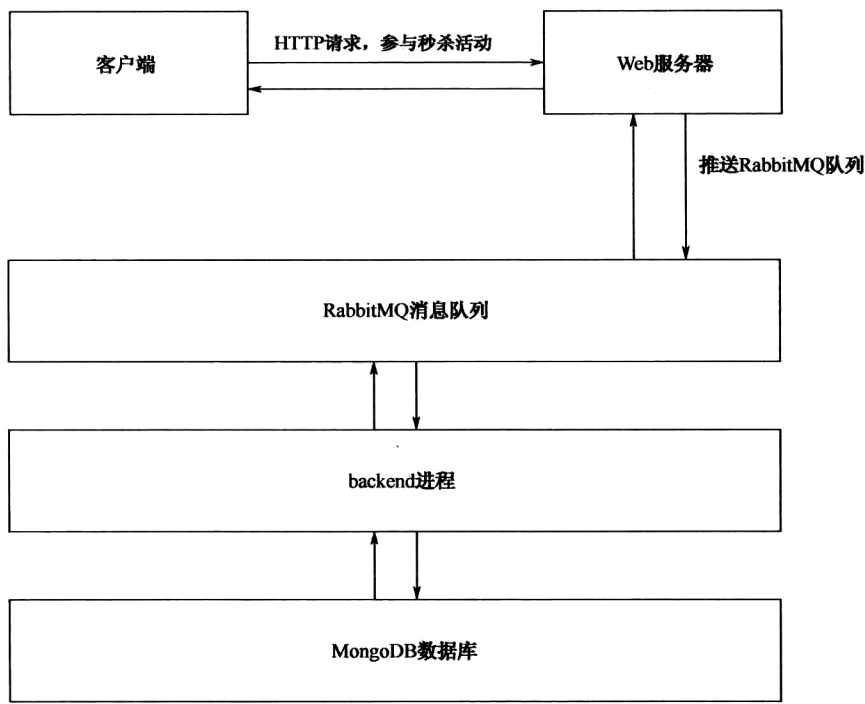 客户端
HTTP请求，参与秒杀活动
Web服务器
推送RabbitMQ队列
RabbitMQ消息队列
backend进程
MongoDB数据库